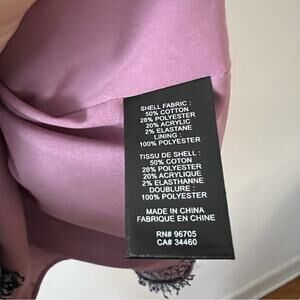 SHELL FABRIC :
50% COTTON
28% POLYESTER
20% ACRYLIC
2% ELASTANE
LINING :
100% POLYESTER
TISSU DE SHELL :
50% COTON
28% POLYESTER
20% ACRYLIQUE
2% ELASTHANNE
DOUBLURE :
100% POLYESTER
MADE IN CHINA
FABRIQUE EN CHINE
RN# 96705
CA# 34460